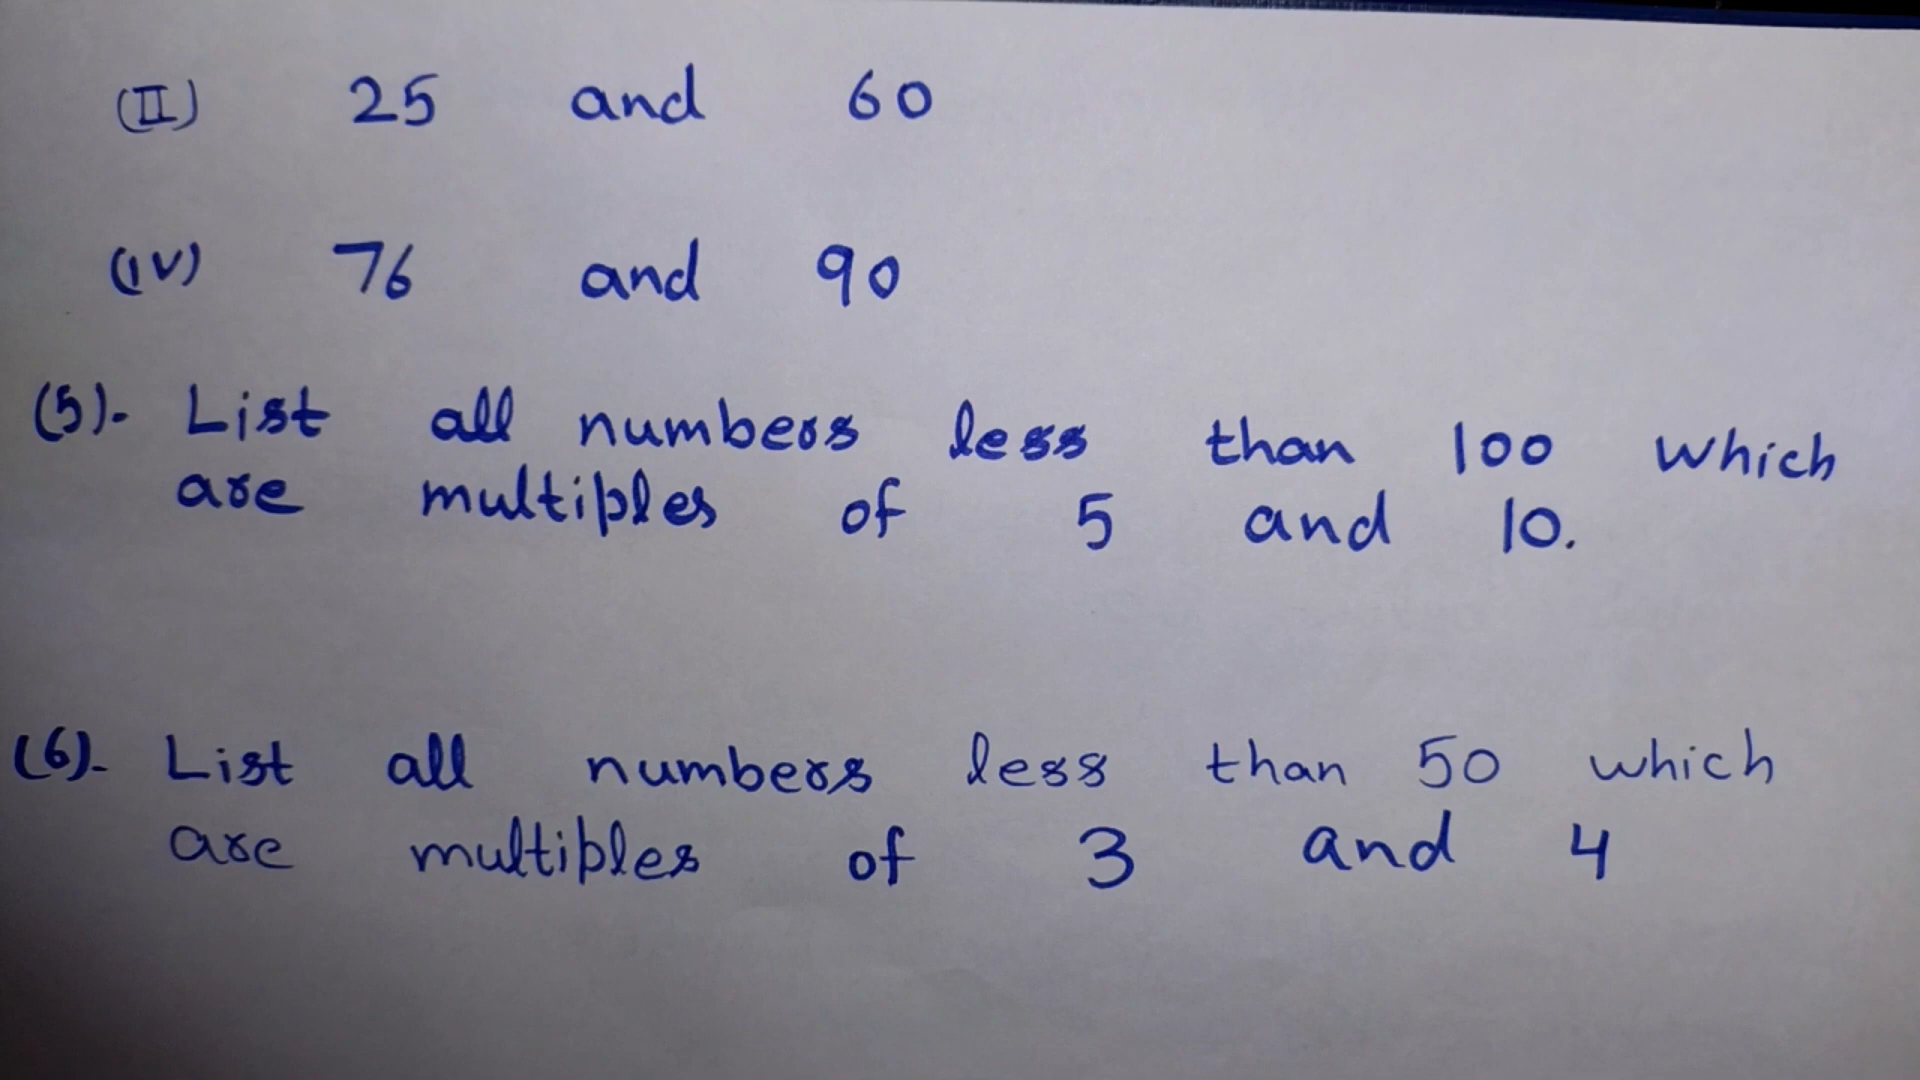 (II) 25 and 60
(IV) 76 and 90
(5). List all numbers less than 100 which
are multiples of 5 and 10.
(6). List all numbers less than 50 which
are multiples of 3 and 4